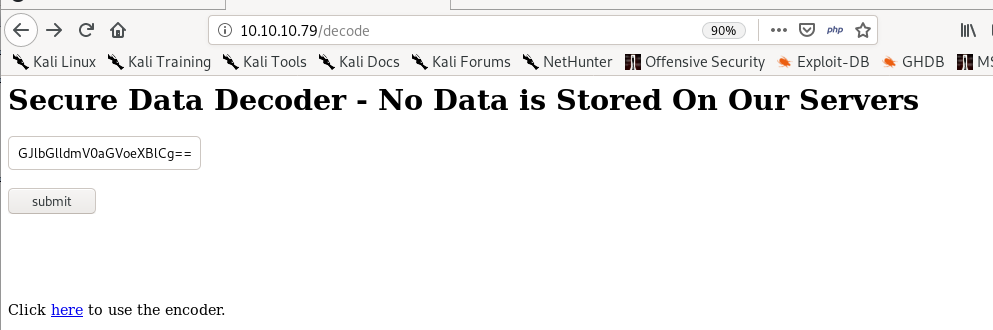 10.10.10.79/decode
90%
php
Kali Linux Kali Training Kali Tools Kali Docs Kali Forums NetHunter Offensive Security Exploit-DB GHDB MS
Secure Data Decoder - No Data is Stored On Our Servers
GJlbGlldmV0aGVoeXBlCg==
submit
Click here to use the encoder.